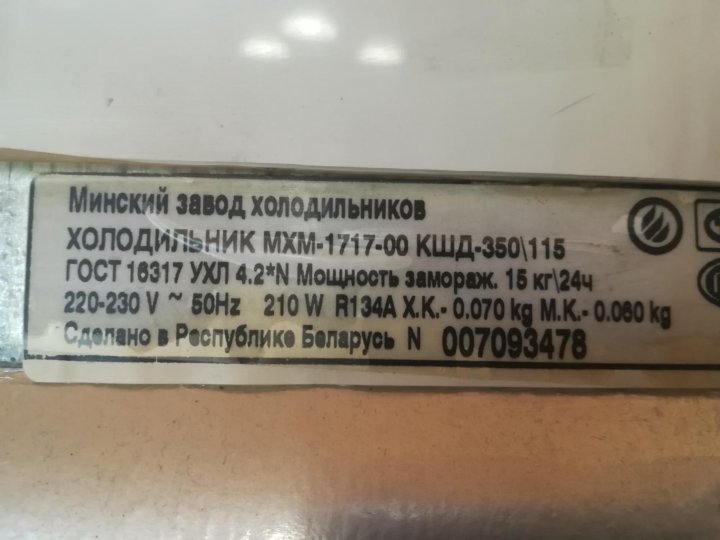 Минский завод холодильников
ХОЛОДИЛЬНИК МХМ-1717-00 КШД-350\115
ГОСТ 16317 УХЛ 4.2*N Мощность замораж. 15 кг\24ч
220-230 V ~ 50Hz 210 W R134A Х.К.- 0.070 kg М.К.- 0.060 kg
Сделано в Республике Беларусь N 007093478